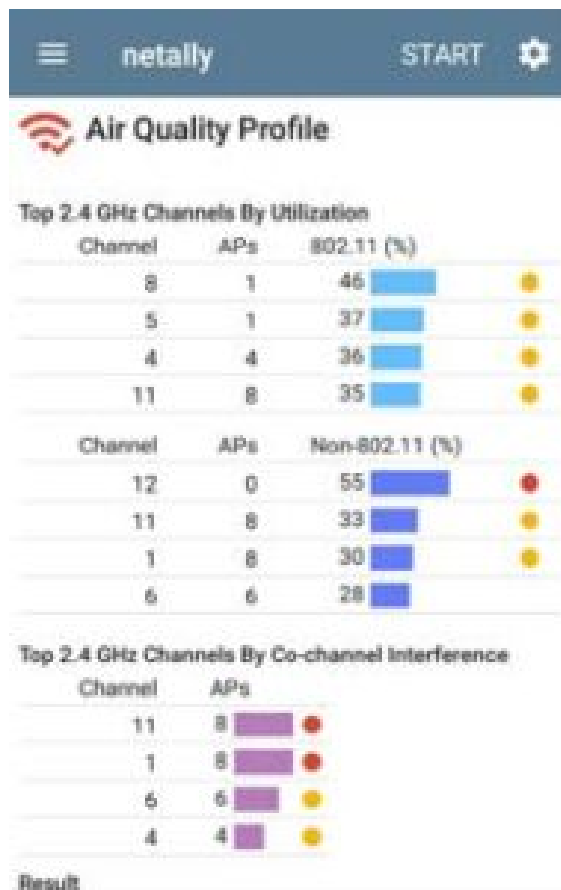 netally START
Air Quality Profile
Top 2.4 GHz Channels By Utilization
Channel APs 802.11 (%)
8 1 46
5 1 37
4 4 36
11 8 35
Channel APs Non-802.11 (%)
12 0 55
11 8 33
1 8 30
6 6 28
Top 2.4 GHz Channels By Co-channel Interference
Channel APs
11 8
1 8
6 6
4 4
Result